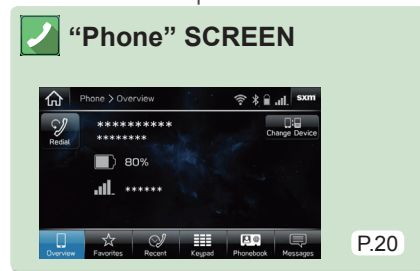 “Phone” SCREEN
Phone > Overview
sxm
Redial
**********
********
Change Device
80%
******
Overview Favorites Recent Keypad Phonebook Messages
P.20